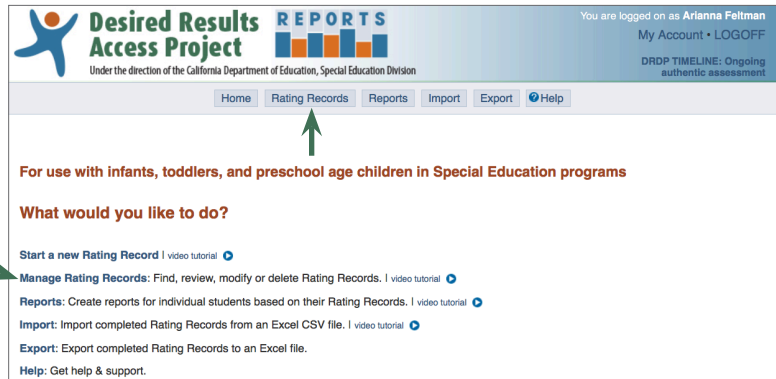 Desired Results
Access Project
REPORTS
Under the direction of the California Department of Education, Special Education Division
You are logged on as Arianna Feltman
My Account • LOGOFF
DRDP TIMELINE: Ongoing
authentic assessment
Home Rating Records Reports Import Export ? Help
For use with infants, toddlers, and preschool age children in Special Education programs
What would you like to do?
Start a new Rating Record | video tutorial
Manage Rating Records: Find, review, modify or delete Rating Records. | video tutorial
Reports: Create reports for individual students based on their Rating Records. | video tutorial
Import: Import completed Rating Records from an Excel CSV file. | video tutorial
Export: Export completed Rating Records to an Excel file.
Help: Get help & support.